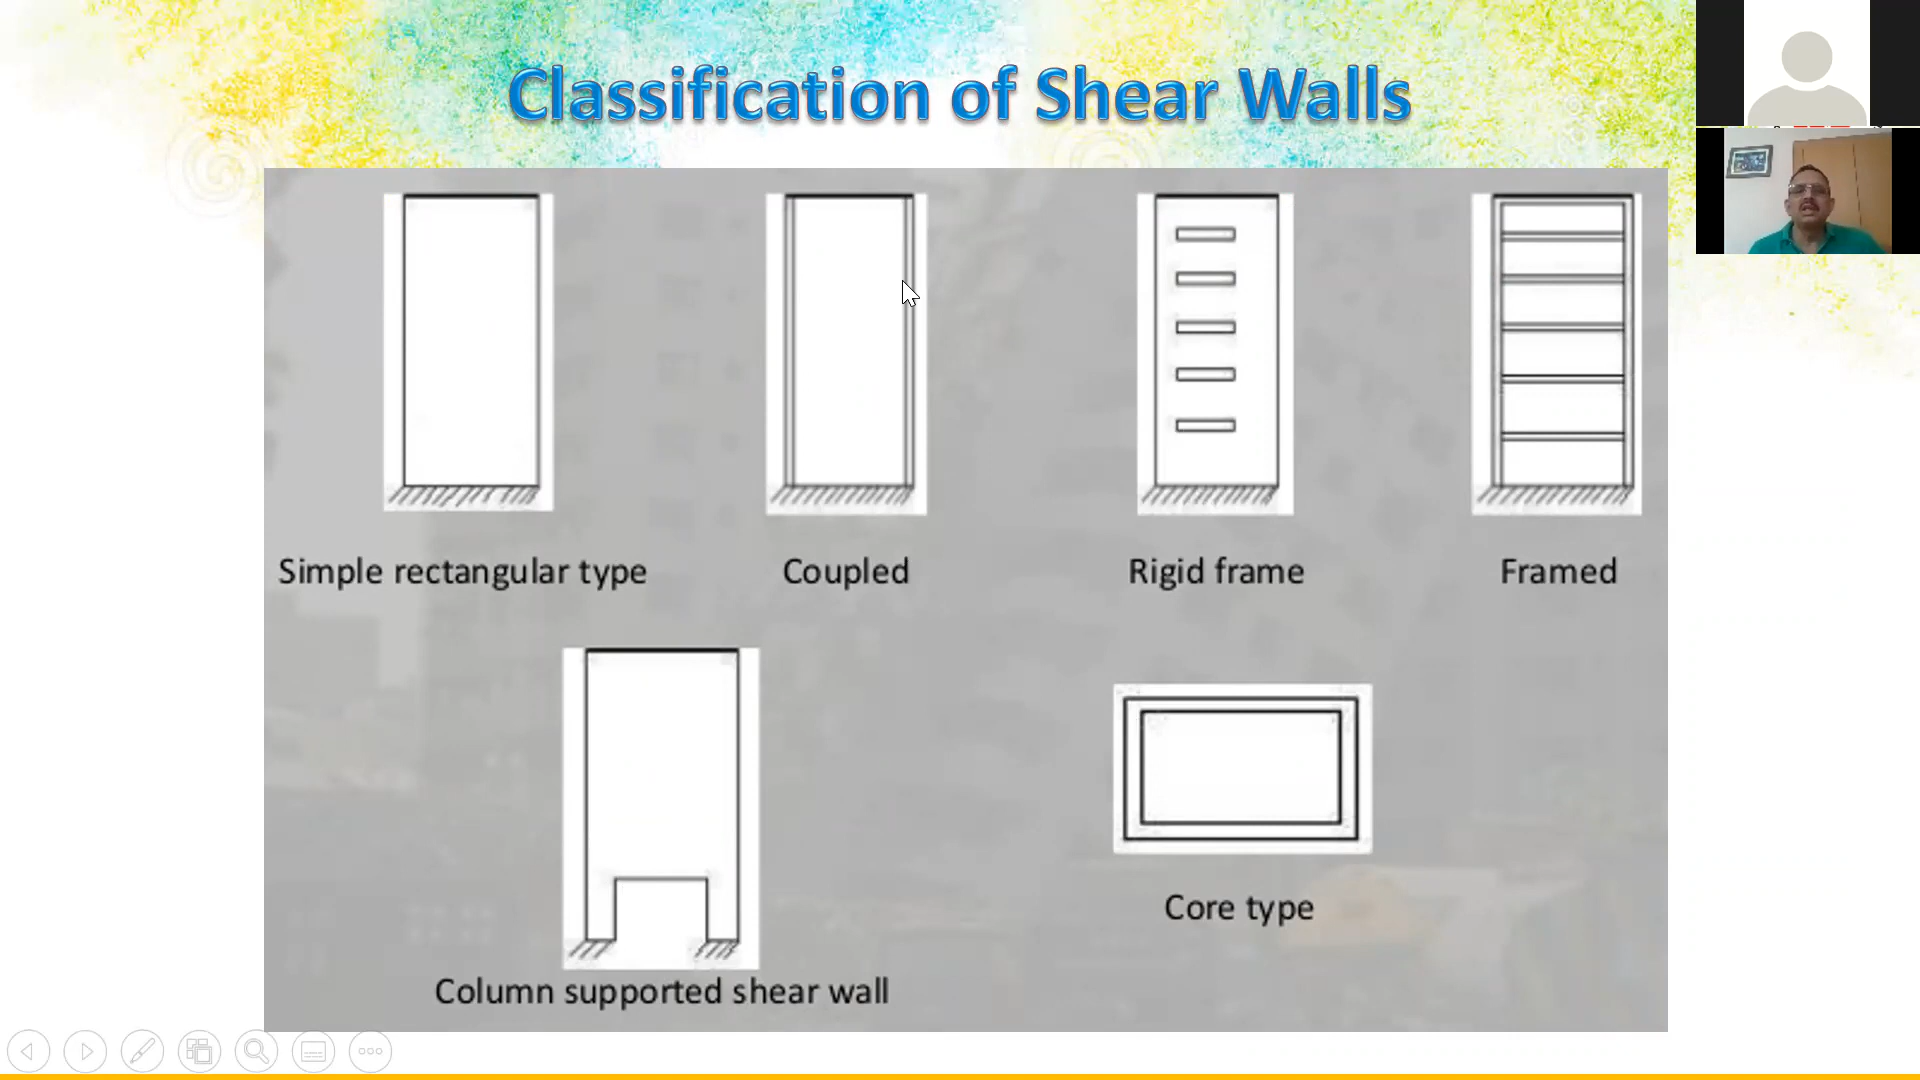 Classification of Shear Walls
Simple rectangular type
Coupled
Rigid frame
Framed
Column supported shear wall
Core type